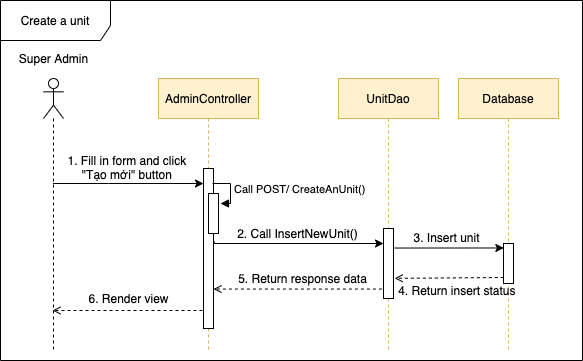 Create a unit
Super Admin
AdminController
UnitDao
Database
1. Fill in form and click
"Tạo mới" button
Call POST/ CreateAnUnit()
2. Call InsertNewUnit()
3. Insert unit
4. Return insert status
5. Return response data
6. Render view